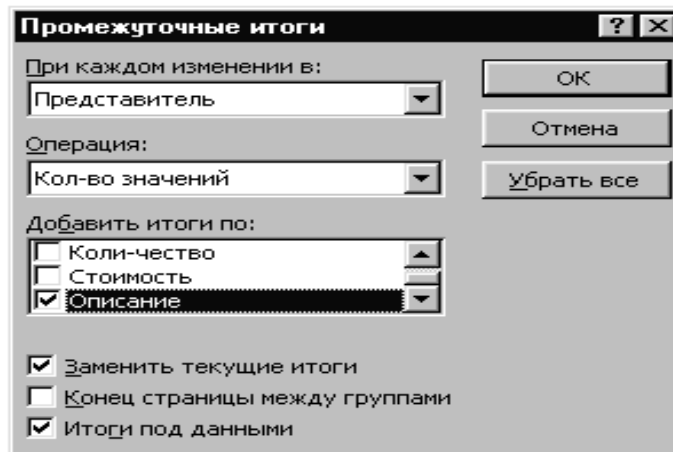 Промежуточные итоги
При каждом изменении в:
Представитель
Операция:
Кол-во значений
Добавить итоги по:
Коли-чество
Стоимость
Описание
Заменить текущие итоги
Конец страницы между группами
Итоги под данными
ОК
Отмена
Убрать все